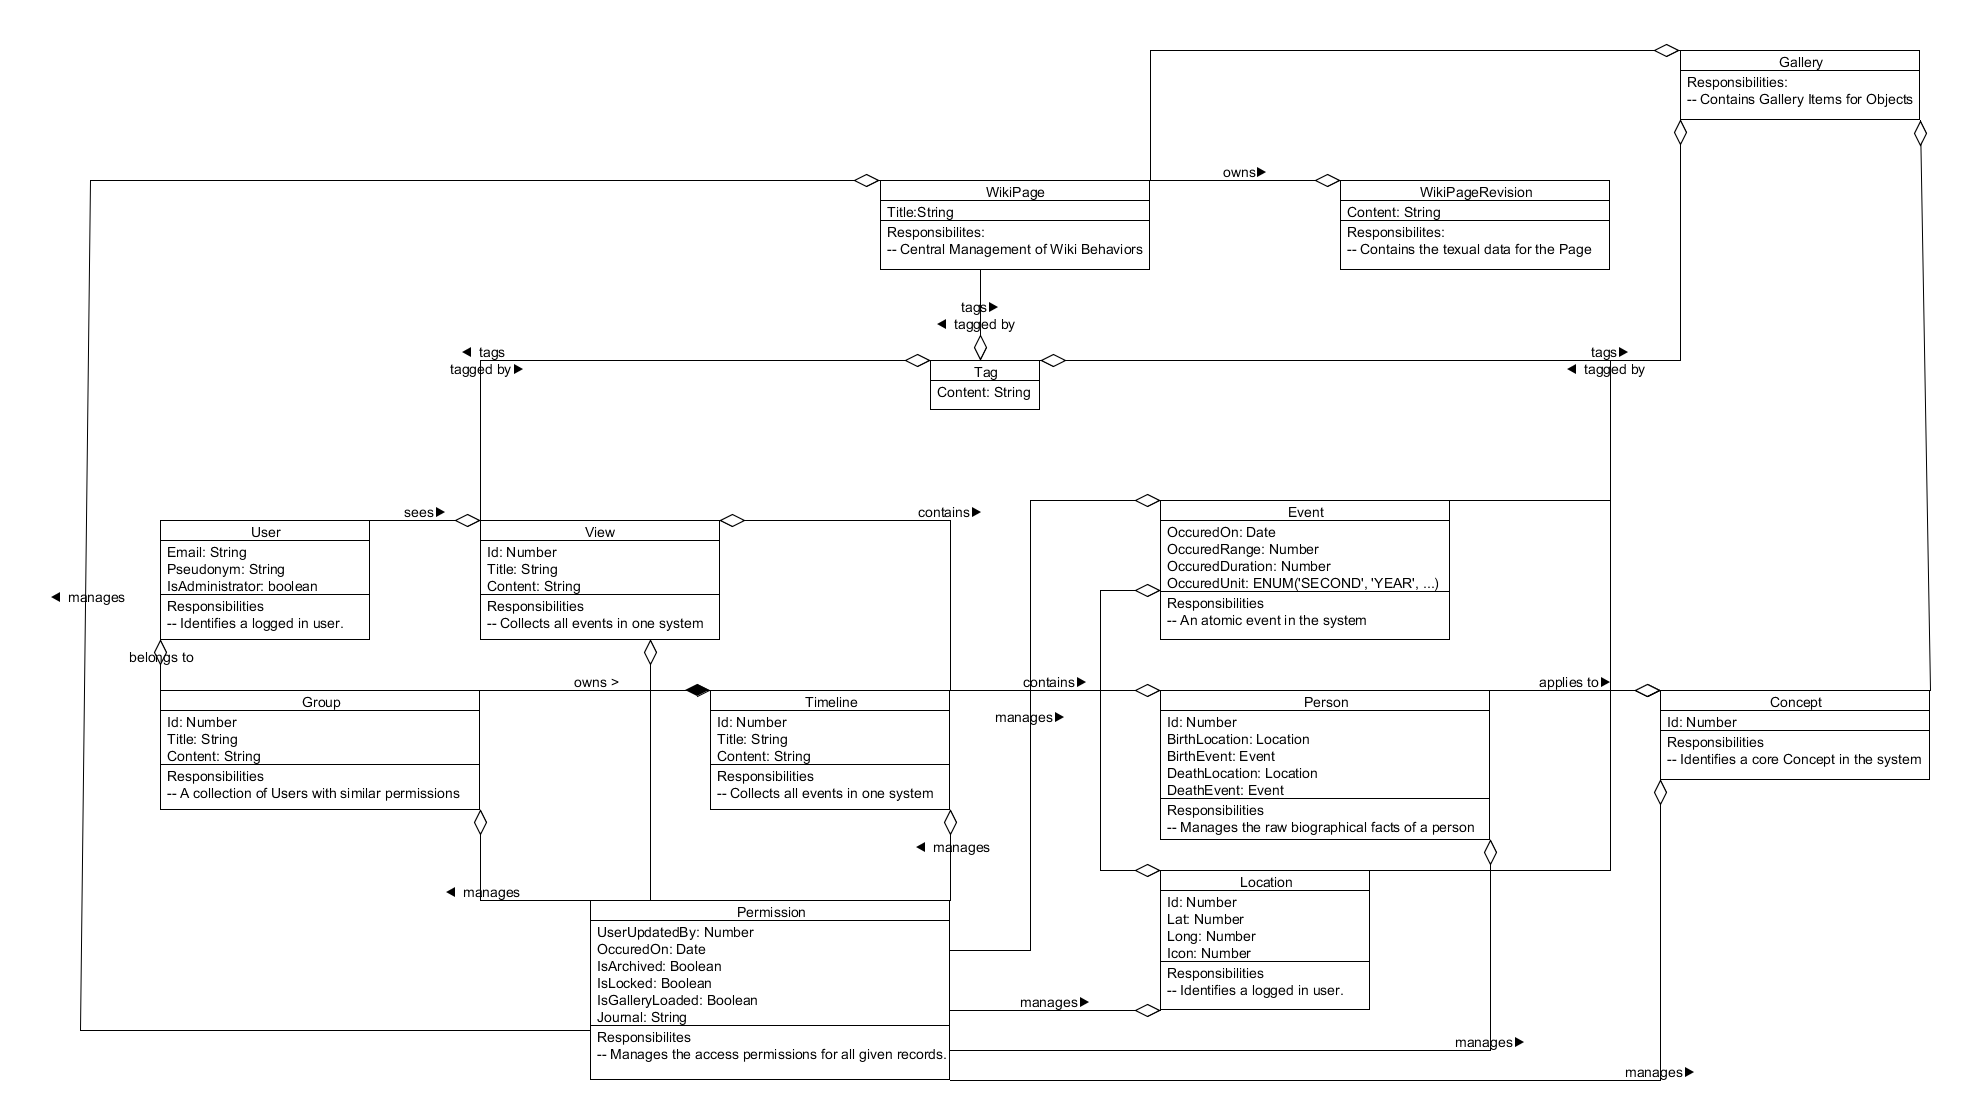 Gallery
Responsibilities:
-- Contains Gallery Items for Objects
owns
WikiPage
Title:String
Responsibilites:
-- Central Management of Wiki Behaviors
WikiPageRevision
Content: String
Responsibilites:
-- Contains the texual data for the Page
tags
tagged by
tags
tagged by
Tag
Content: String
tags
tagged by
sees
contains
User
Email: String
Pseudonym: String
IsAdministrator: boolean
Responsibilities
-- Identifies a logged in user.
View
Id: Number
Title: String
Content: String
Responsibilities
-- Collects all events in one system
Event
OccuredOn: Date
OccuredRange: Number
OccuredDuration: Number
OccuredUnit: ENUM('SECOND', 'YEAR', ...)
Responsibilities
-- An atomic event in the system
manages
belongs to
owns >
contains
applies to
manages
Group
Id: Number
Title: String
Content: String
Responsibilities
-- A collection of Users with similar permissions
Timeline
Id: Number
Title: String
Content: String
Responsibilities
-- Collects all events in one system
Person
Id: Number
BirthLocation: Location
BirthEvent: Event
DeathLocation: Location
DeathEvent: Event
Responsibilities
-- Manages the raw biographical facts of a person
Concept
Id: Number
Responsibilities
-- Identifies a core Concept in the system
manages
manages
Permission
UserUpdatedBy: Number
OccuredOn: Date
IsArchived: Boolean
IsLocked: Boolean
IsGalleryLoaded: Boolean
Journal: String
Responsibilites
-- Manages the access permissions for all given records.
Location
Id: Number
Lat: Number
Long: Number
Icon: Number
Responsibilities
-- Identifies a logged in user.
manages
manages
manages